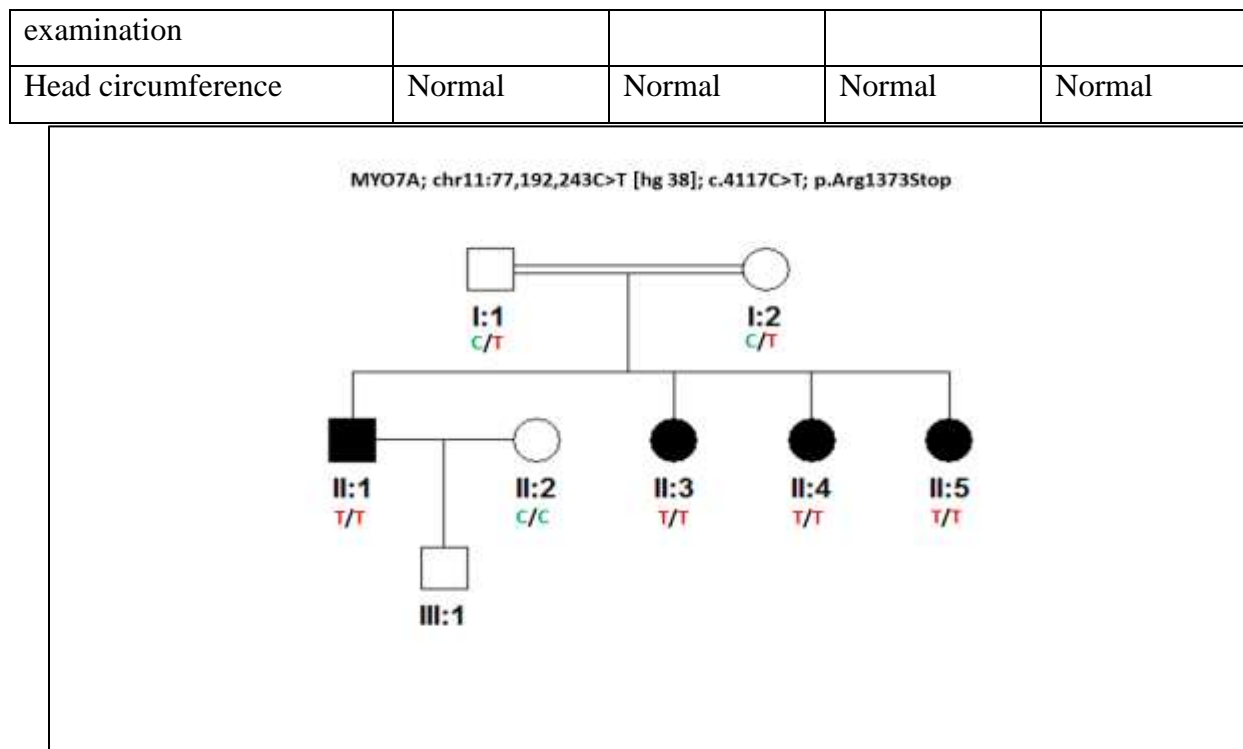 examination
Head circumference Normal Normal Normal Normal
MYO7A; chr11:77,192,243C>T [hg 38]; c.4117C>T; p.Arg1373Stop
I:1 I:2
C/T C/T
II:1 II:2 II:3 II:4 II:5
T/T C/C T/T T/T T/T
III:1